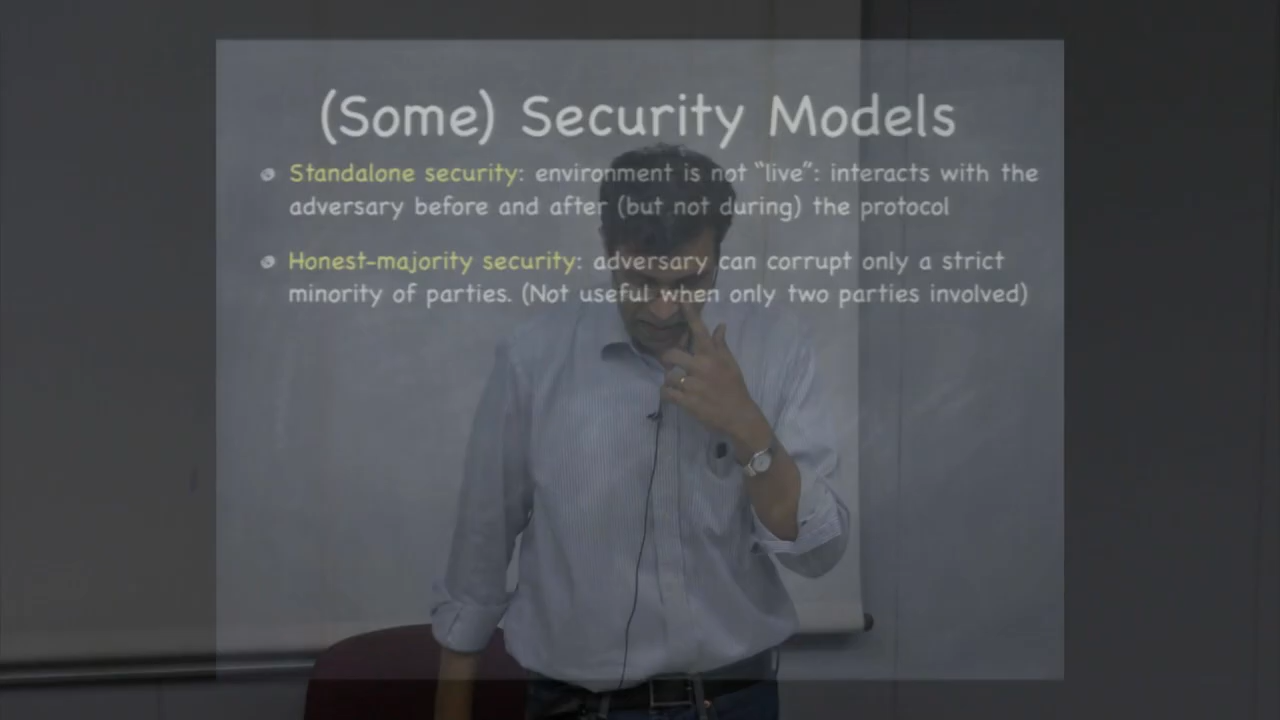 (Some) Security Models
Standalone security: environment is not "live": interacts with the
adversary before and after (but not during) the protocol
Honest-majority security: adversary can corrupt only a strict
minority of parties. (Not useful when only two parties involved)